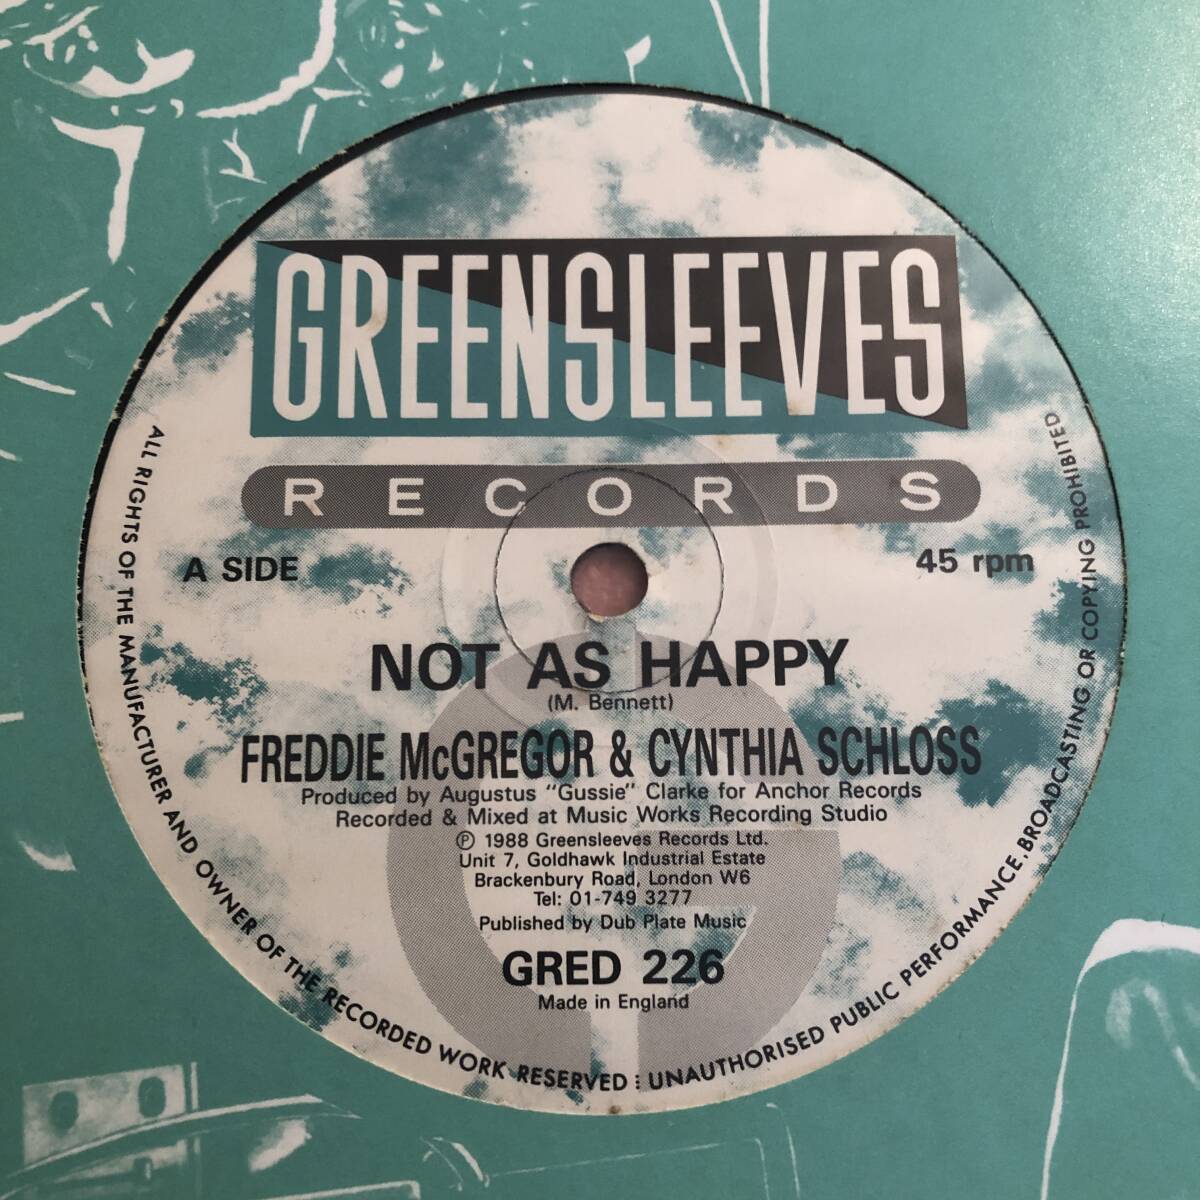 GREENSLEEVES
RECORDS
A SIDE
45 rpm
NOT AS HAPPY
(M. Bennett)
FREDDIE McGREGOR & CYNTHIA SCHLOSS
Produced by Augustus "Gussie" Clarke for Anchor Records
Recorded & Mixed at Music Works Recording Studio
℗ 1988 Greensleeves Records Ltd.
Unit 7, Goldhawk Industrial Estate
Brackenbury Road, London W6
Tel: 01-749 3277
Published by Dub Plate Music
GRED 226
Made in England
ALL RIGHTS OF THE MANUFACTURER AND OWNER OF THE RECORDED WORK RESERVED : UNAUTHORISED PUBLIC PERFORMANCE, BROADCASTING OR COPYING PROHIBITED